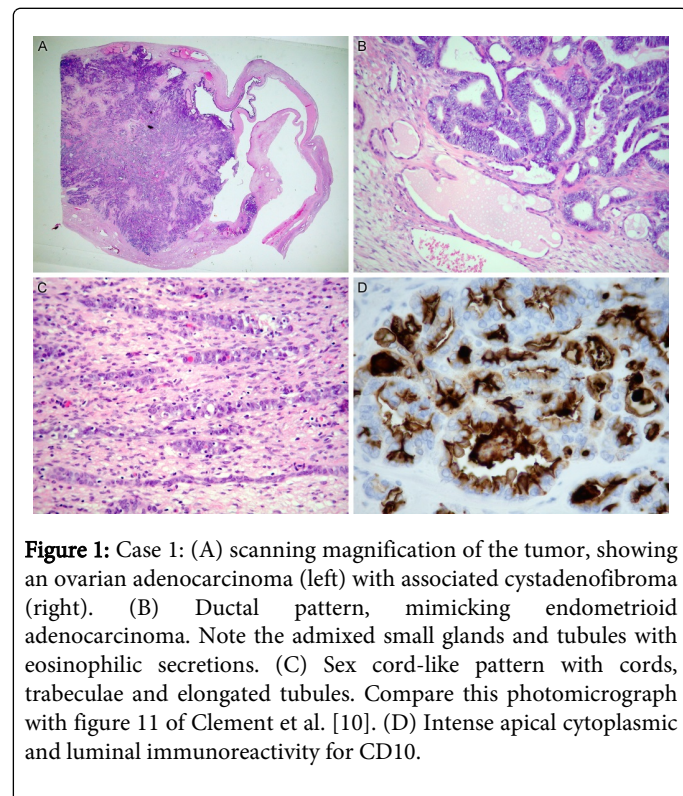 A
B
C
D
Figure 1: Case 1: (A) scanning magnification of the tumor, showing
an ovarian adenocarcinoma (left) with associated cystadenofibroma
(right). (B) Ductal pattern, mimicking endometrioid
adenocarcinoma. Note the admixed small glands and tubules with
eosinophilic secretions. (C) Sex cord-like pattern with cords,
trabeculae and elongated tubules. Compare this photomicrograph
with figure 11 of Clement et al. [10]. (D) Intense apical cytoplasmic
and luminal immunoreactivity for CD10.